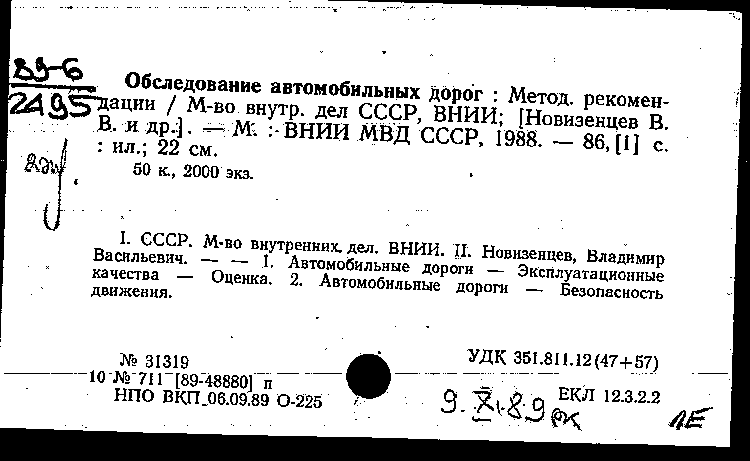 В9-6
2495
Обследование автомобильных дорог : Метод. рекомен-
дации / М-во внутр. дел СССР, ВНИИ; [Новизенцев В.
В. и др.]. — М. : ВНИИ МВД СССР, 1988. — 86, [1] с.
: ил.; 22 см.
50 к., 2000 экз.
I. СССР. М-во внутренних дел. ВНИИ. II. Новизенцев, Владимир
Васильевич. — — 1. Автомобильные дороги — Эксплуатационные
качества — Оценка. 2. Автомобильные дороги — Безопасность
движения.
№ 31319
УДК 351.811.12(47+57)
10 № 711 [89-48880] п
НПО ВКП 06.09.89 О-225
ЕКЛ 12.3.2.2
9.XI.89